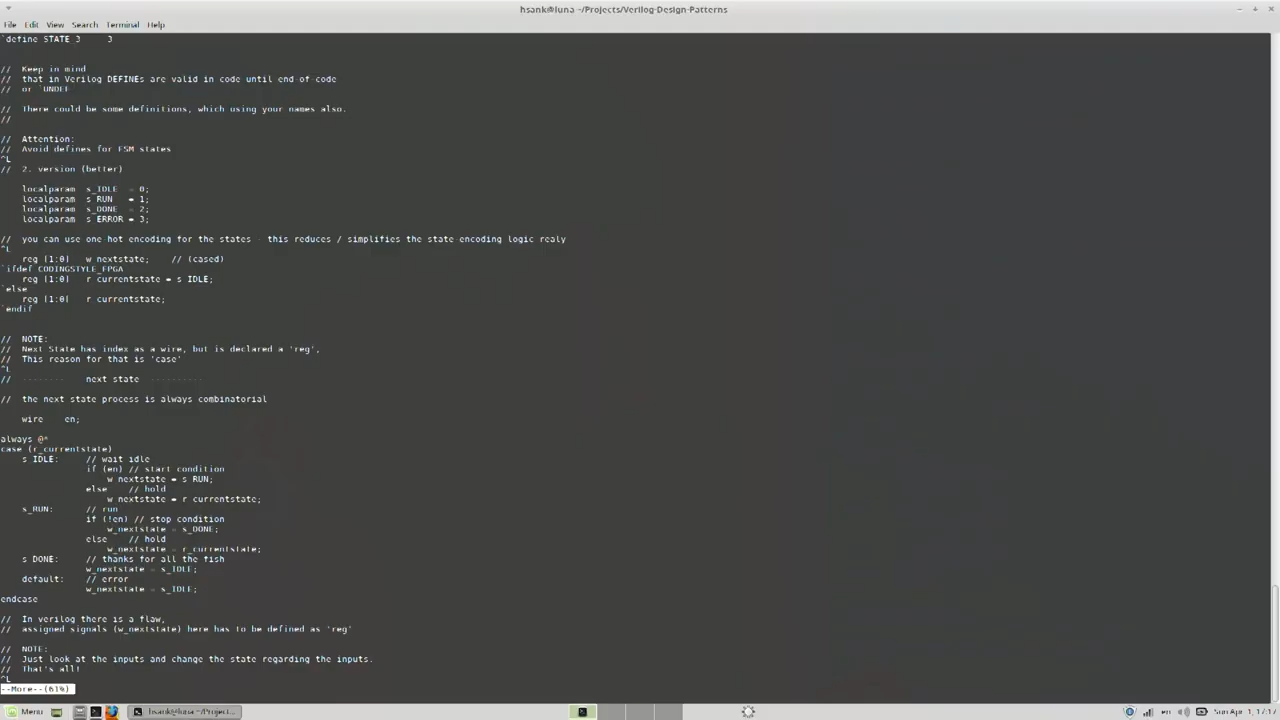 hsank@luna ~/Projects/Verilog-Design-Patterns
File Edit View Search Terminal Help
`define STATE_3 3
// Keep in mind
// that in Verilog DEFINEs are valid in code until end-of-code
// or `UNDEF
// There could be some definitions, which using your names also.
//
// Attention:
// Avoid defines for FSM states
^L
// 2. version (better)
localparam s_IDLE = 0;
localparam s_RUN = 1;
localparam s_DONE = 2;
localparam s_ERROR = 3;
// you can use one-hot encoding for the states - this reduces / simplifies the state-encoding logic realy
^L
reg [1:0] w_nextstate; // (cased)
`ifdef CODINGSTYLE_FPGA
reg [1:0] r_currentstate = s_IDLE;
`else
reg [1:0] r_currentstate;
`endif
// NOTE:
// Next State has index as a wire, but is declared a 'reg',
// This reason for that is 'case'
^L
// -------- next state ----------
// the next state process is always combinatorial
wire en;
always @*
case (r_currentstate)
s_IDLE: // wait idle
if (en) // start condition
w_nextstate = s_RUN;
else // hold
w_nextstate = r_currentstate;
s_RUN: // run
if (!en) // stop condition
w_nextstate = s_DONE;
else // hold
w_nextstate = r_currentstate;
s_DONE: // thanks for all the fish
w_nextstate = s_IDLE;
default: // error
w_nextstate = s_IDLE;
endcase
// In verilog there is a flaw,
// assigned signals (w_nextstate) here has to be defined as 'reg'
// NOTE:
// Just look at the inputs and change the state regarding the inputs.
// That's all!
^L
--More--(61%)
Menu
hsank@luna ~/Project...
en
Sun Apr 1, 17:17